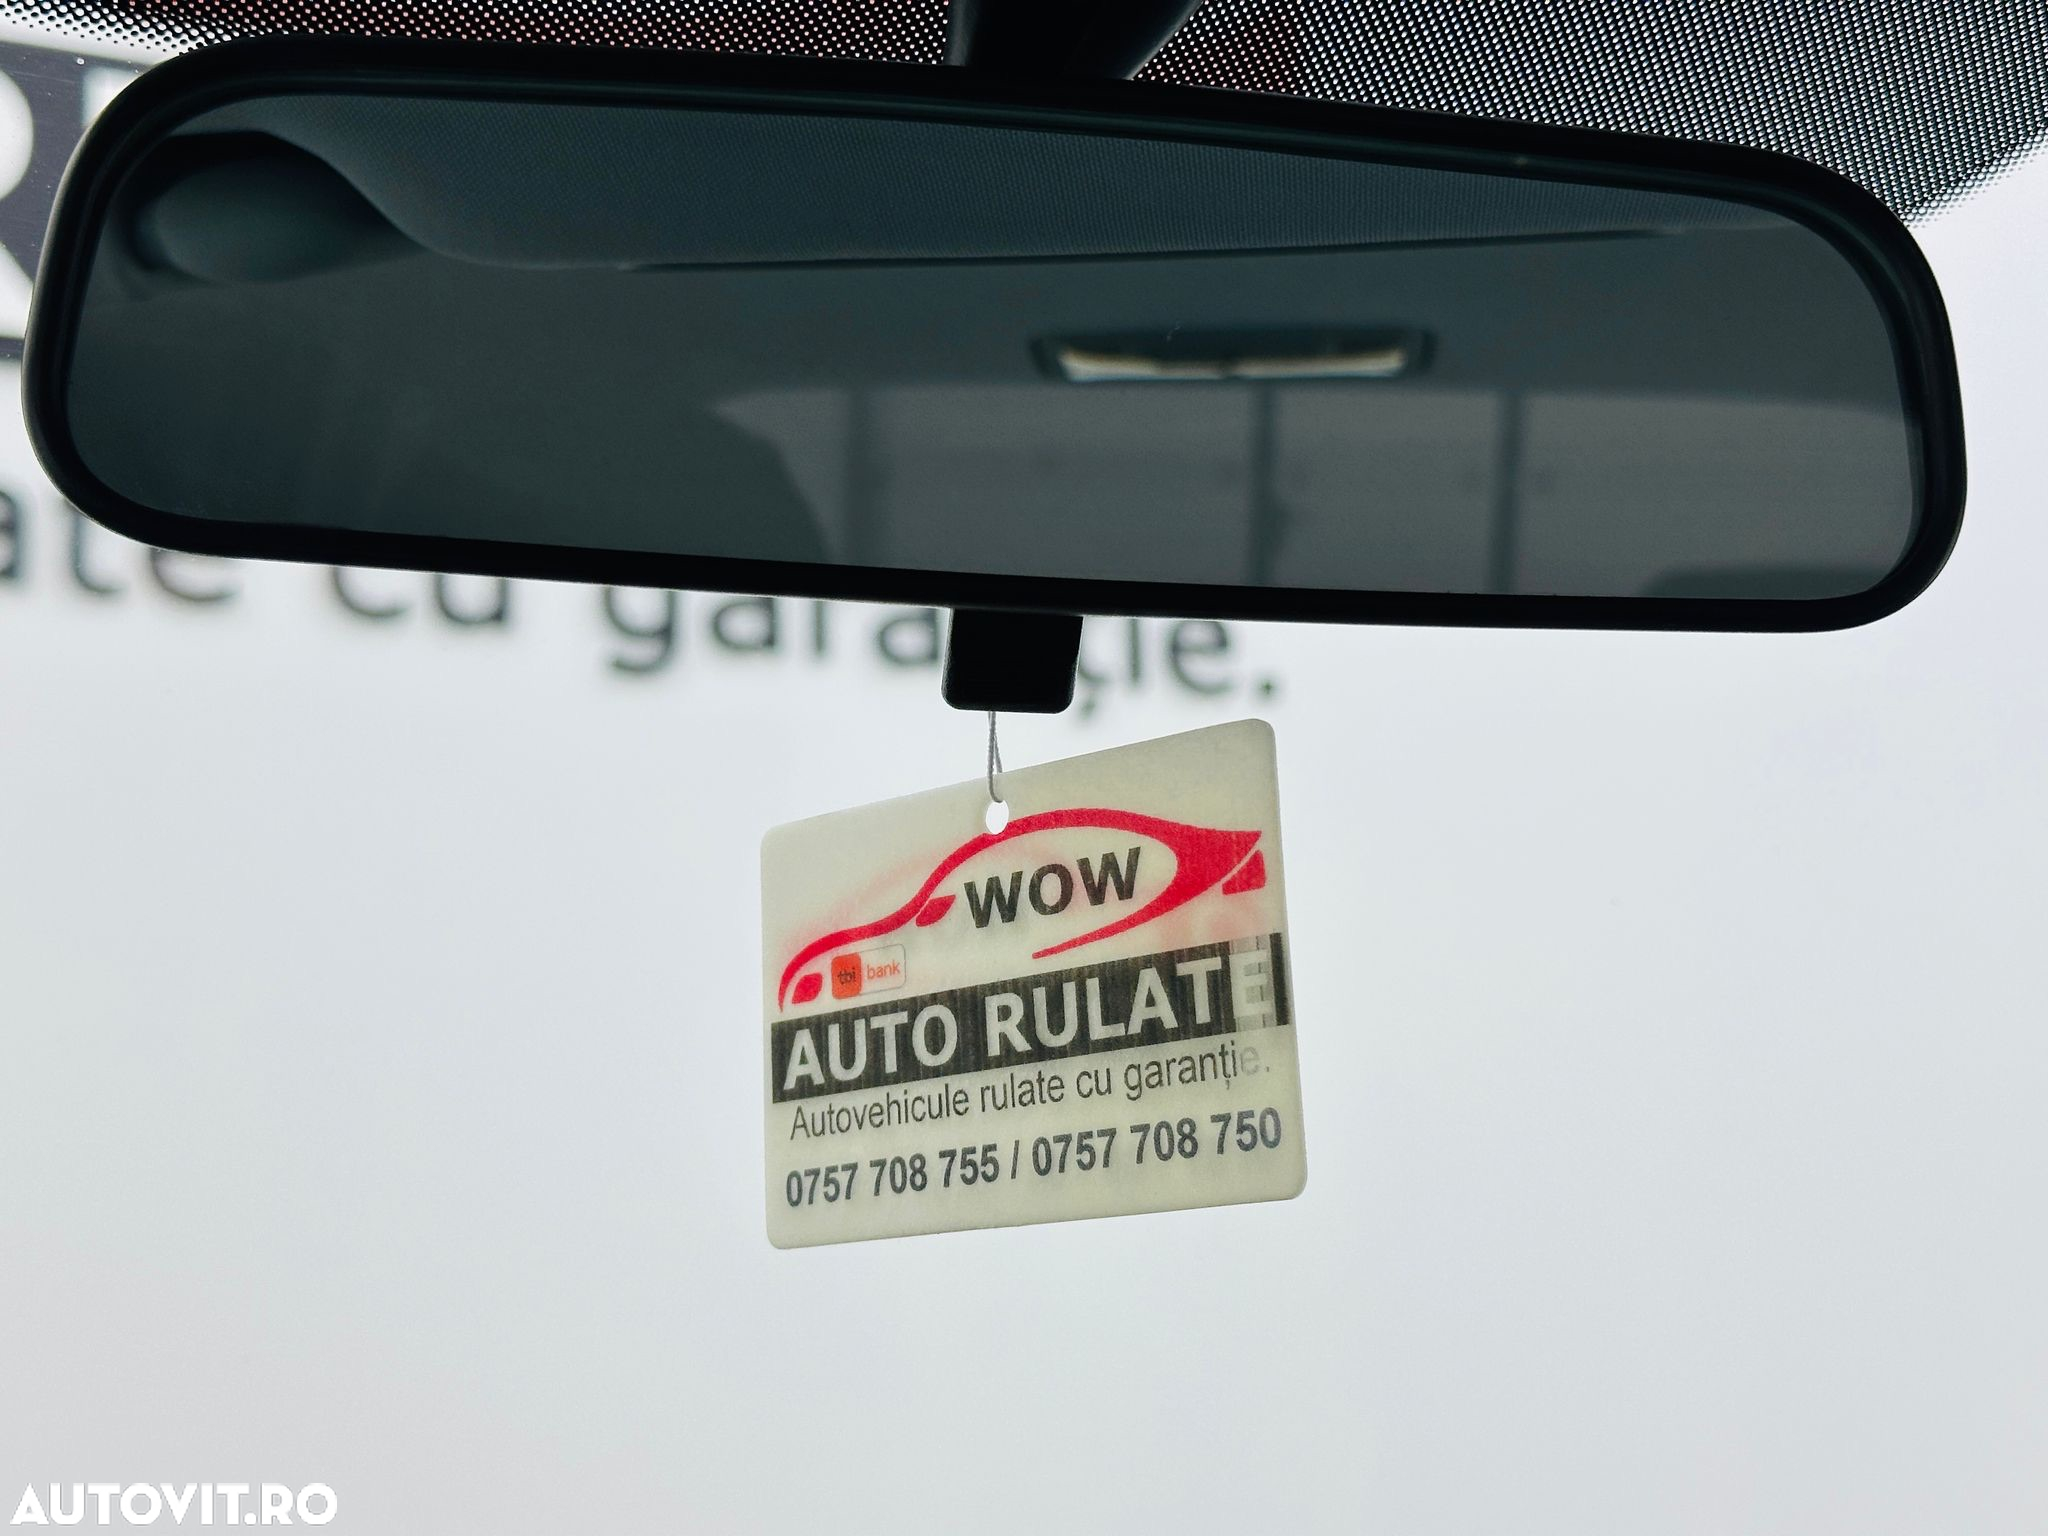 ate cu garanție.
WOW
tbi bank
AUTO RULATE
Autovehicule rulate cu garanție.
0757 708 755 / 0757 708 750
AUTOVIT.RO